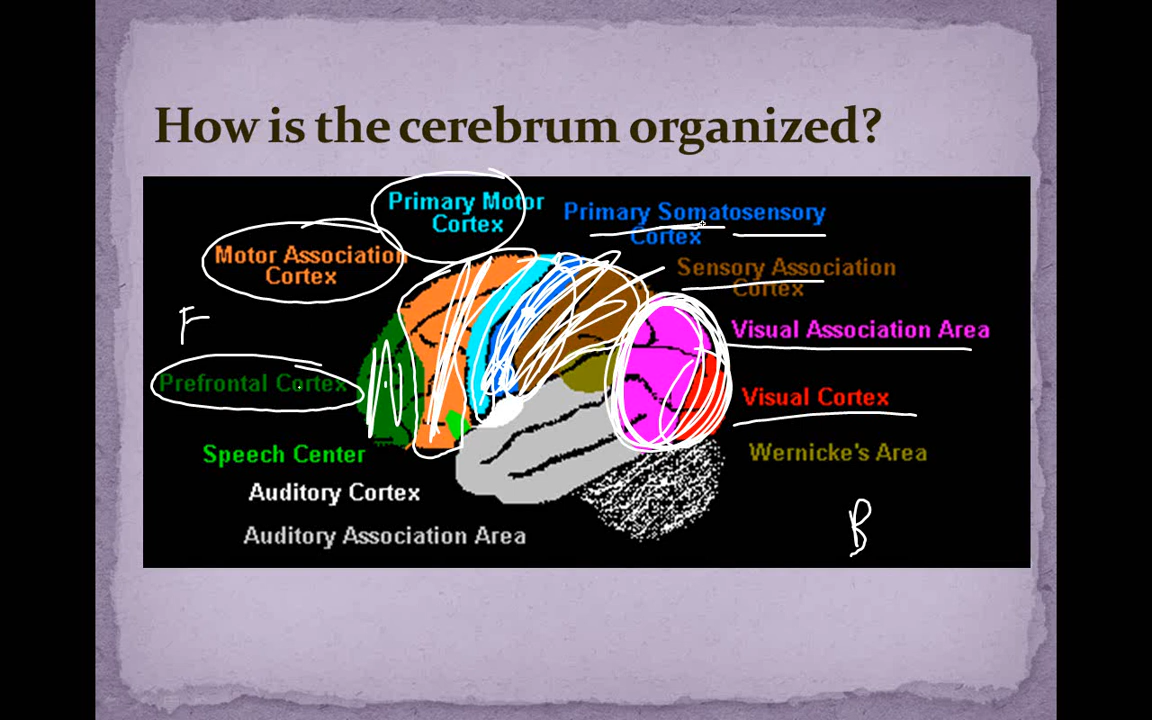 How is the cerebrum organized?
Primary Motor
Cortex
Primary Somatosensory
Cortex
Motor Association
Cortex
Sensory Association
Cortex
F
Visual Association Area
Prefrontal Cortex
Visual Cortex
Speech Center
Wernicke's Area
Auditory Cortex
Auditory Association Area
B